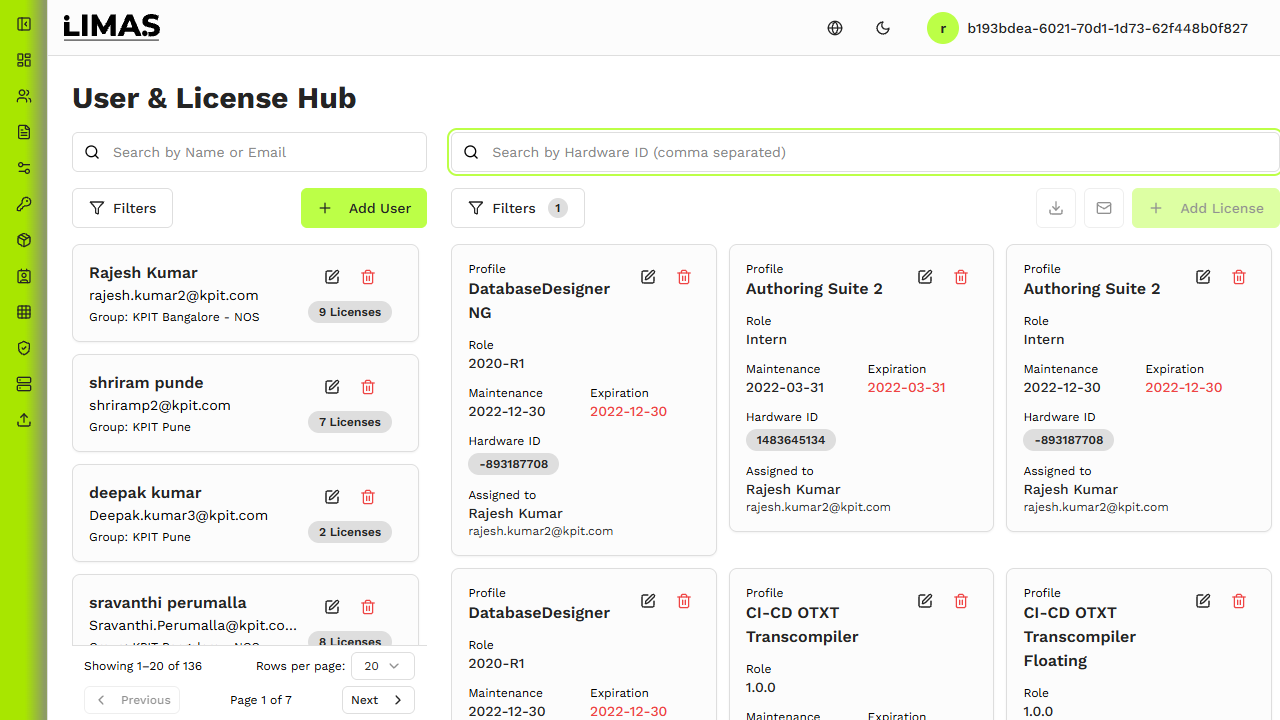 LIMAS
r
b193bdea-6021-70d1-1d73-62f448b0f827
User & License Hub
Search by Name or Email
Search by Hardware ID (comma separated)
Filters
Add User
Filters
1
Add License
Rajesh Kumar
rajesh.kumar2@kpit.com
Group: KPIT Bangalore - NOS
9 Licenses
shriram punde
shriramp2@kpit.com
Group: KPIT Pune
7 Licenses
deepak kumar
Deepak.kumar3@kpit.com
Group: KPIT Pune
2 Licenses
sravanthi perumalla
Sravanthi.Perumalla@kpit.co...
8 Licenses
Showing 1–20 of 136
Rows per page:
20
Previous
Page 1 of 7
Next
Profile
DatabaseDesigner
NG
Role
2020-R1
Maintenance
Expiration
2022-12-30
2022-12-30
Hardware ID
-893187708
Assigned to
Rajesh Kumar
rajesh.kumar2@kpit.com
Profile
Authoring Suite 2
Role
Intern
Maintenance
Expiration
2022-03-31
2022-03-31
Hardware ID
1483645134
Assigned to
Rajesh Kumar
rajesh.kumar2@kpit.com
Profile
Authoring Suite 2
Role
Intern
Maintenance
Expiration
2022-12-30
2022-12-30
Hardware ID
-893187708
Assigned to
Rajesh Kumar
rajesh.kumar2@kpit.com
Profile
DatabaseDesigner
Role
2020-R1
Maintenance
Expiration
2022-12-30
2022-12-30
Profile
CI-CD OTXT
Transcompiler
Role
1.0.0
Maintenance
Expiration
Profile
CI-CD OTXT
Transcompiler
Floating
Role
1.0.0